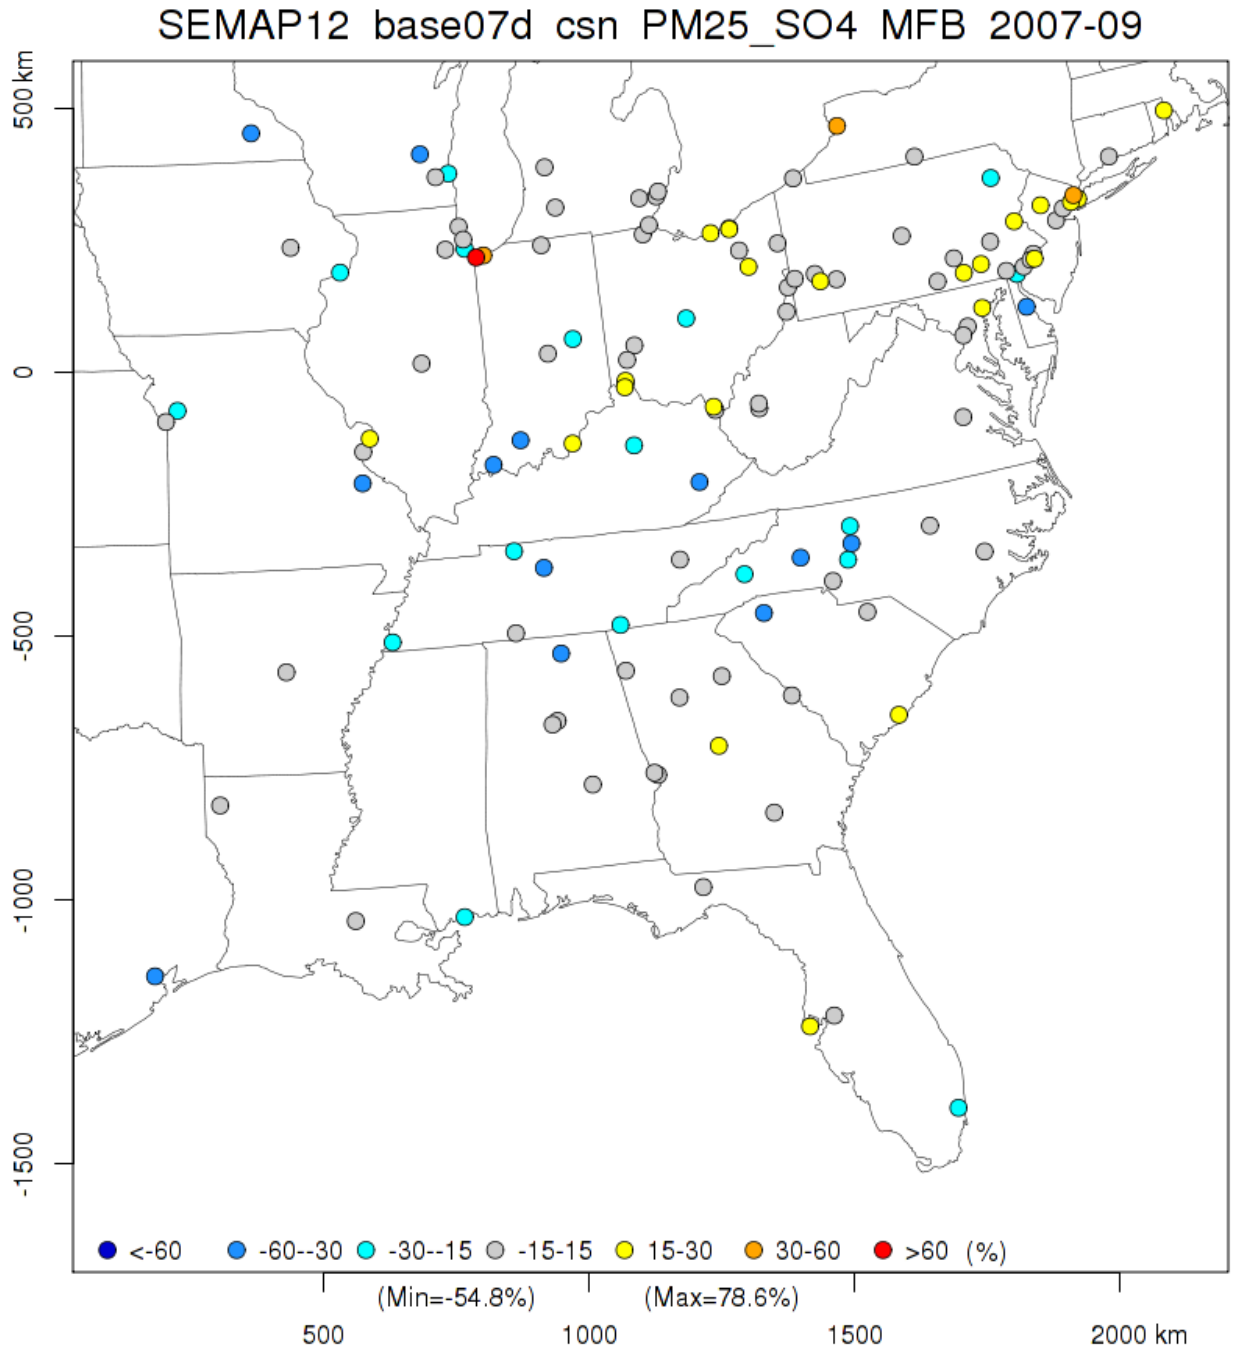 SEMAP12 base07d csn PM25_SO4 MFB 2007-09
500 km
0
-500
-1000
-1500
<-60 -60--30 -30--15 -15-15 15-30 30-60 >60 (%)
(Min=-54.8%) (Max=78.6%)
500 1000 1500 2000 km